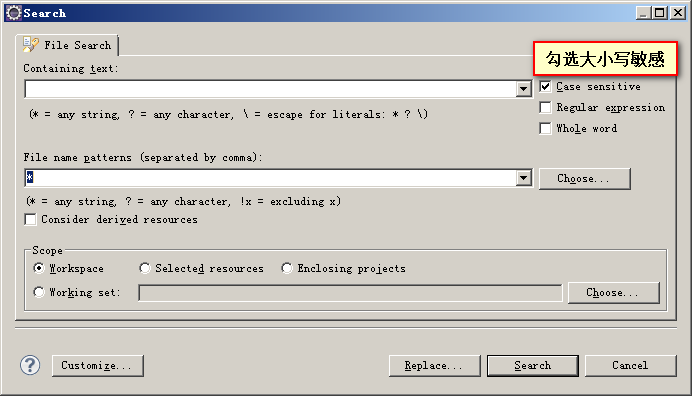 Search
File Search
勾选大小写敏感
Containing text:
Case sensitive
(* = any string, ? = any character, \ = escape for literals: * ? \)
Regular expression
Whole word
File name patterns (separated by comma):
*
Choose...
(* = any string, ? = any character, !x = excluding x)
Consider derived resources
Scope
Workspace
Selected resources
Enclosing projects
Working set:
Choose...
?
Customize...
Replace...
Search
Cancel